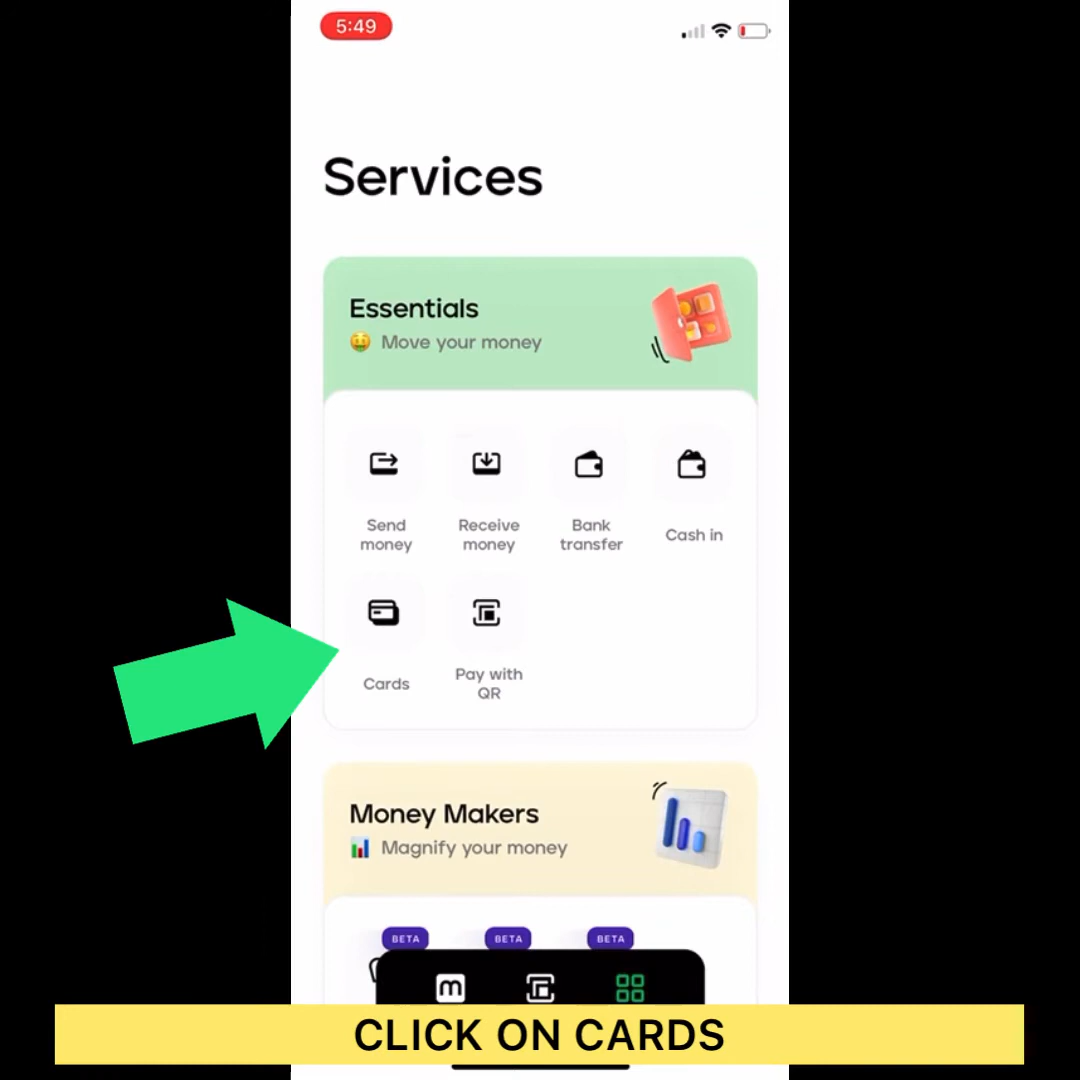 5:49
Services
Essentials
🤑 Move your money
Send money
Receive money
Bank transfer
Cash in
Cards
Pay with QR
Money Makers
📊 Magnify your money
BETA
BETA
BETA
m
CLICK ON CARDS